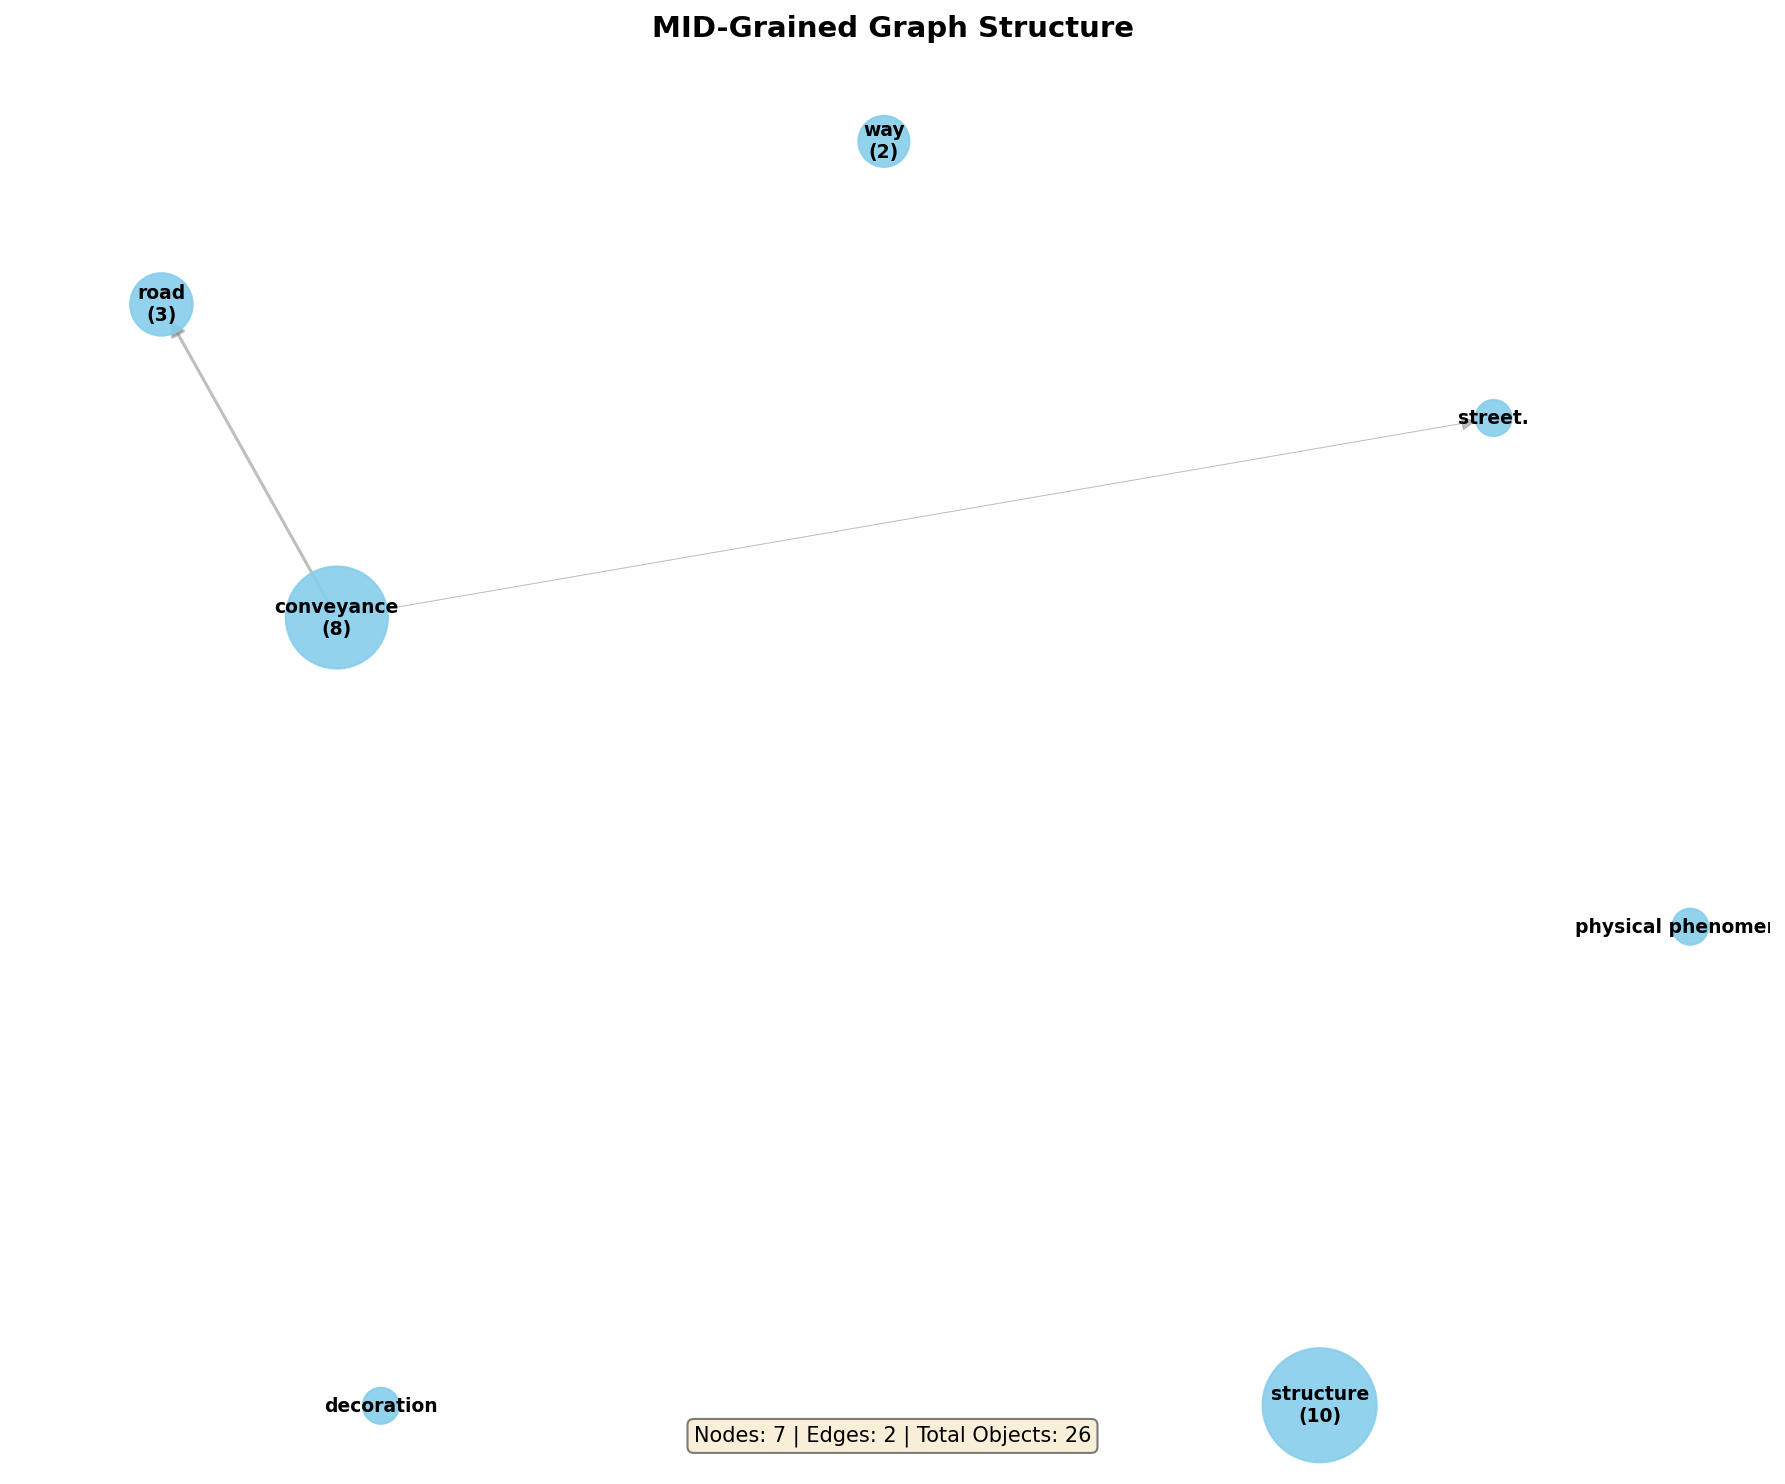 MID-Grained Graph Structure
way
(2)
road
(3)
street.
conveyance
(8)
physical
decoration
structure
(10)
Nodes: 7 | Edges: 2 | Total Objects: 26